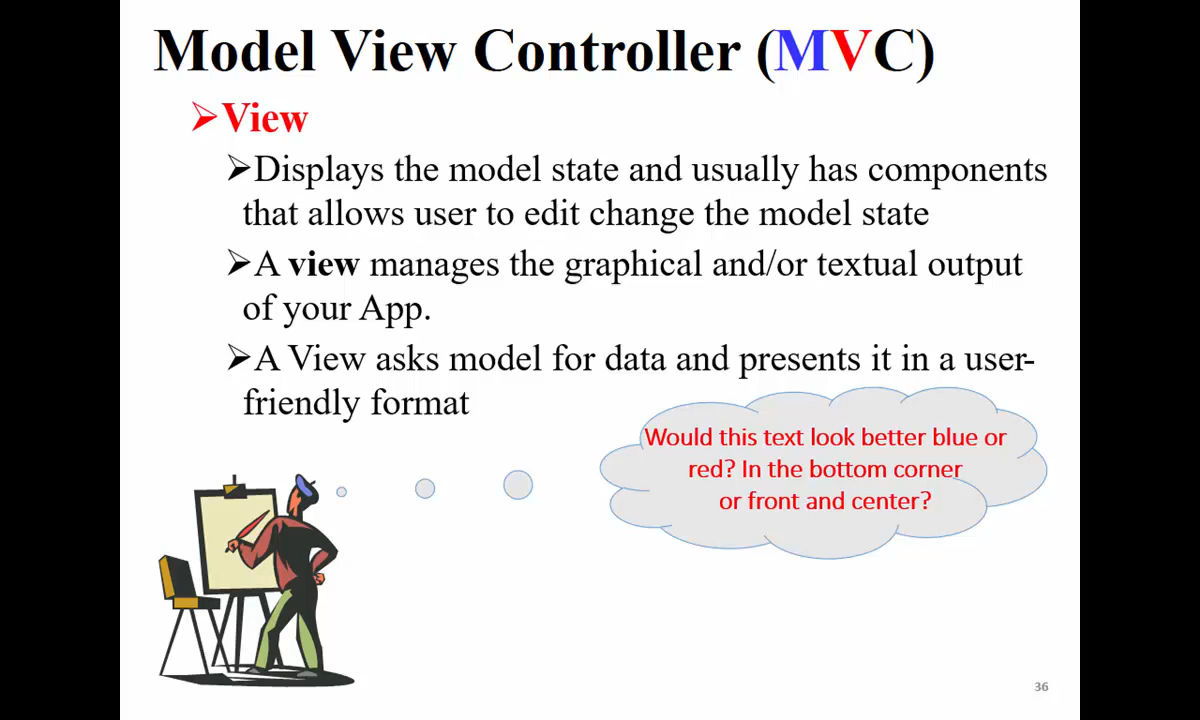 Model View Controller (MVC)
➢View
➢Displays the model state and usually has components
that allows user to edit change the model state
➢A view manages the graphical and/or textual output
of your App.
➢A View asks model for data and presents it in a user-
friendly format
Would this text look better blue or
red? In the bottom corner
or front and center?
36